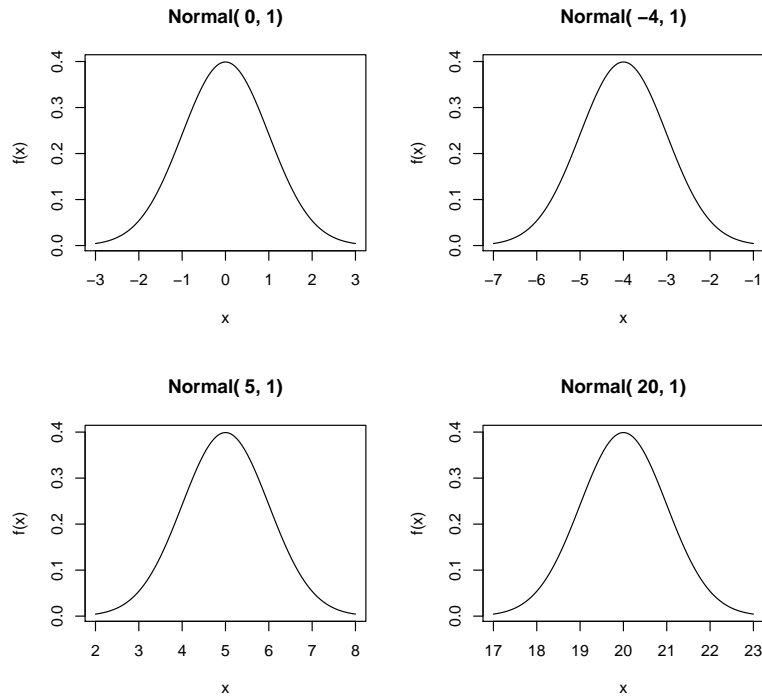 Normal( 0, 1)
f(x)
0.4
0.3
0.2
0.1
0.0
−3 −2 −1 0 1 2 3
x
Normal( −4, 1)
f(x)
0.4
0.3
0.2
0.1
0.0
−7 −6 −5 −4 −3 −2 −1
x
Normal( 5, 1)
f(x)
0.4
0.3
0.2
0.1
0.0
2 3 4 5 6 7 8
x
Normal( 20, 1)
f(x)
0.4
0.3
0.2
0.1
0.0
17 18 19 20 21 22 23
x